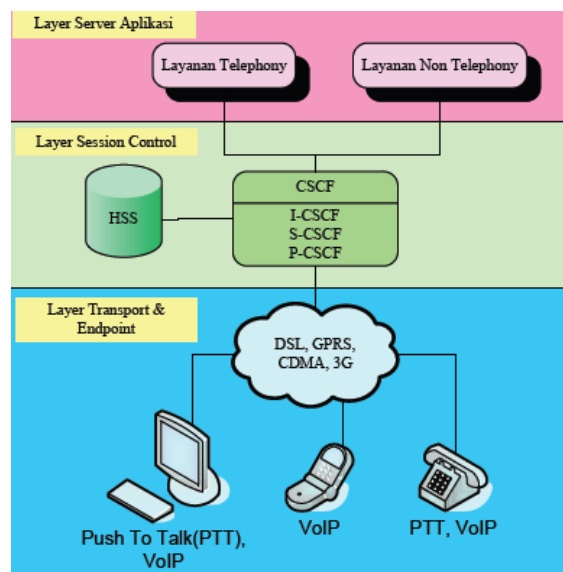 Layer Server Aplikasi
Layanan Telephony
Layanan Non Telephony
Layer Session Control
HSS
CSCF
I-CSCF
S-CSCF
P-CSCF
Layer Transport &
Endpoint
DSL, GPRS,
CDMA, 3G
Push To Talk(PTT),
VoIP
VoIP
PTT, VoIP